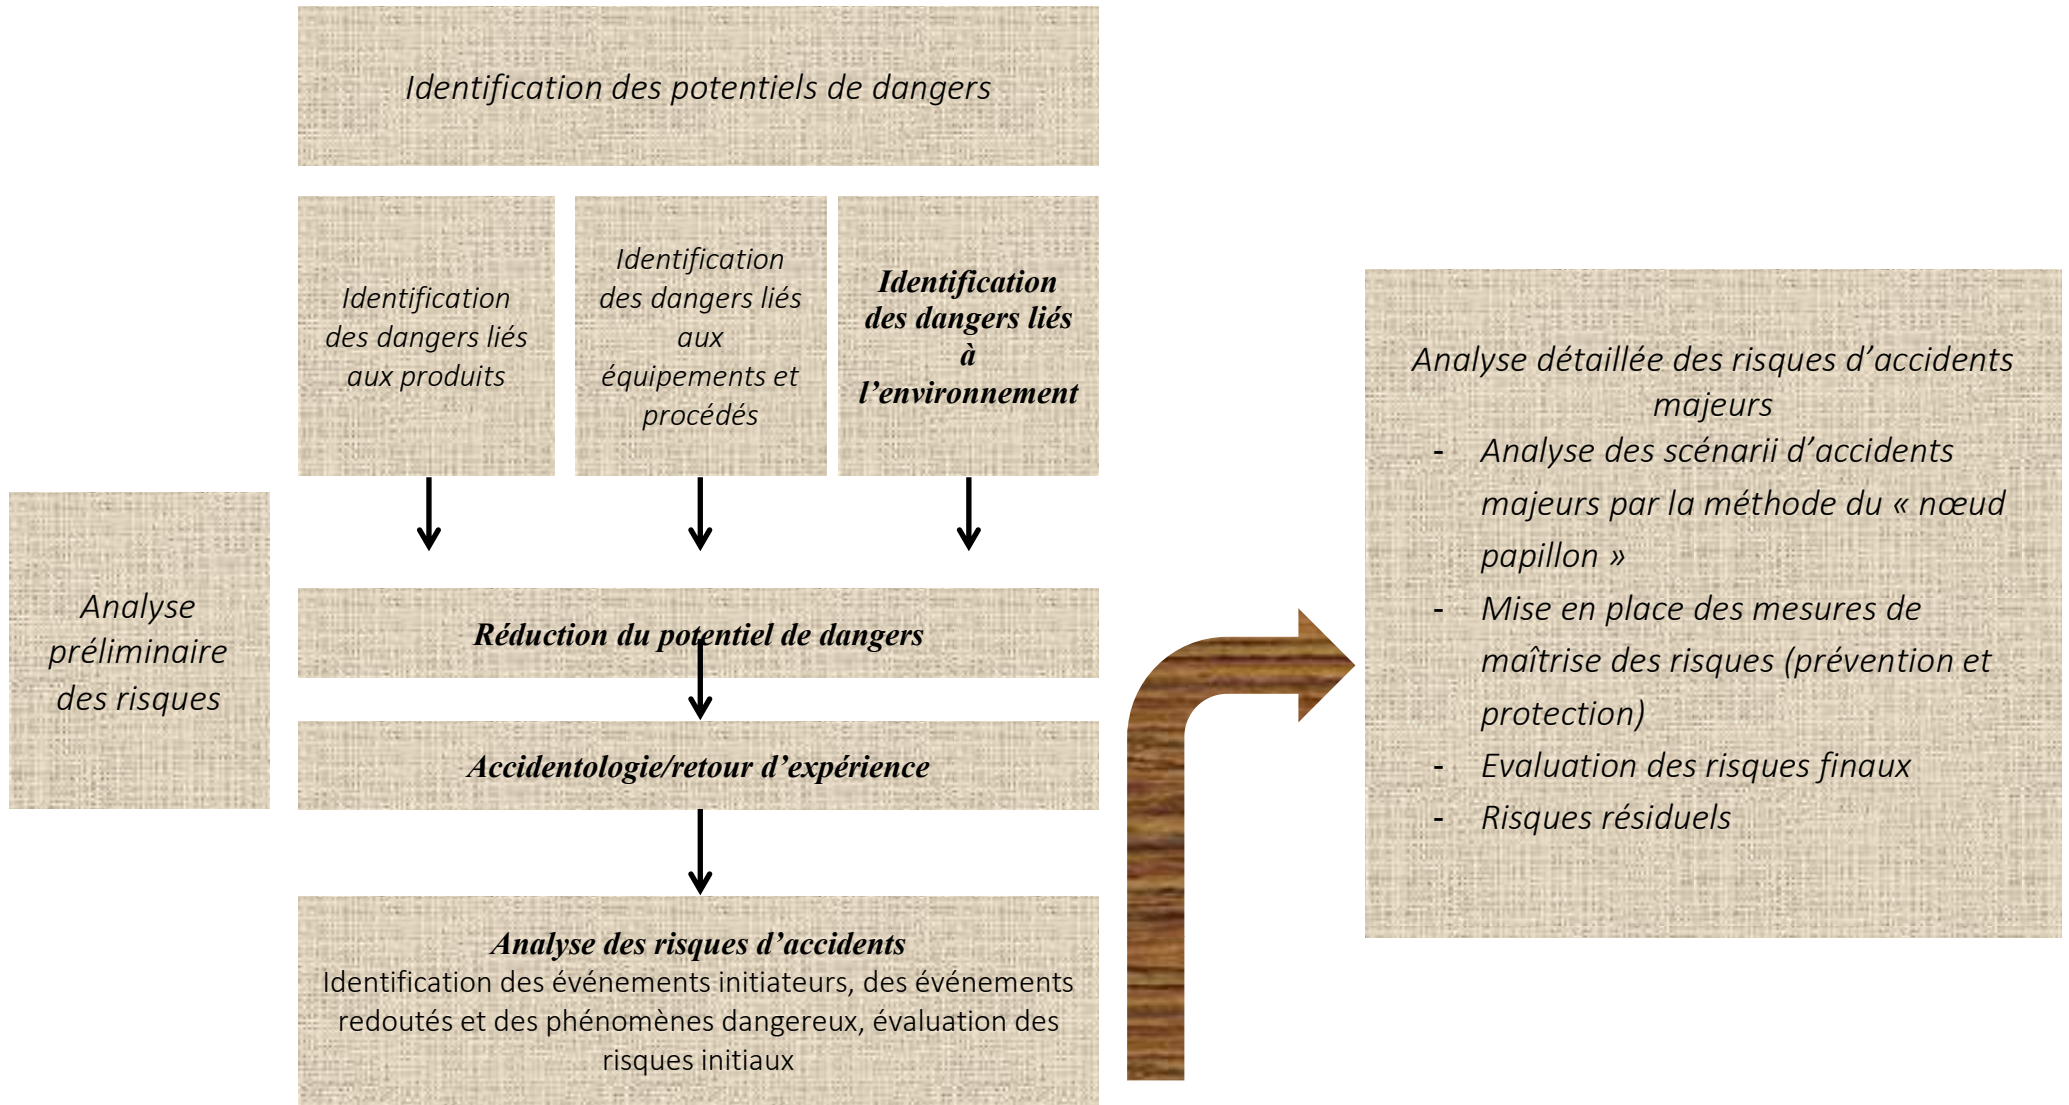 Identification des potentiels de dangers
Identification
des dangers liés
aux produits
Identification
des dangers liés
aux
équipements et
procédés
Identification
des dangers liés
à
l’environnement
Analyse
préliminaire
des risques
Réduction du potentiel de dangers
Accidentologie/retour d’expérience
Analyse des risques d’accidents
Identification des événements initiateurs, des événements
redoutés et des phénomènes dangereux, évaluation des
risques initiaux
Analyse détaillée des risques d’accidents
majeurs
- Analyse des scénarii d’accidents
majeurs par la méthode du « nœud
papillon »
- Mise en place des mesures de
maîtrise des risques (prévention et
protection)
- Evaluation des risques finaux
- Risques résiduels